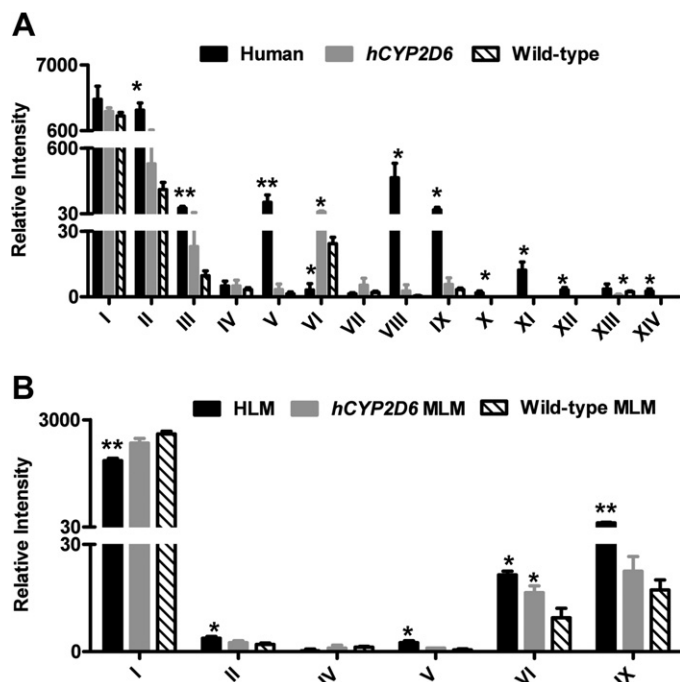 A
Human hCYP2D6 Wild-type
Relative Intensity
7000
600
600
30
30
0
* ** ** * * * * * * * * *
I II III IV V VI VII VIII IX X XI XII XIII XIV
B
HLM hCYP2D6 MLM Wild-type MLM
Relative Intensity
3000
30
30
0
** * * * * **
I II IV V VI IX